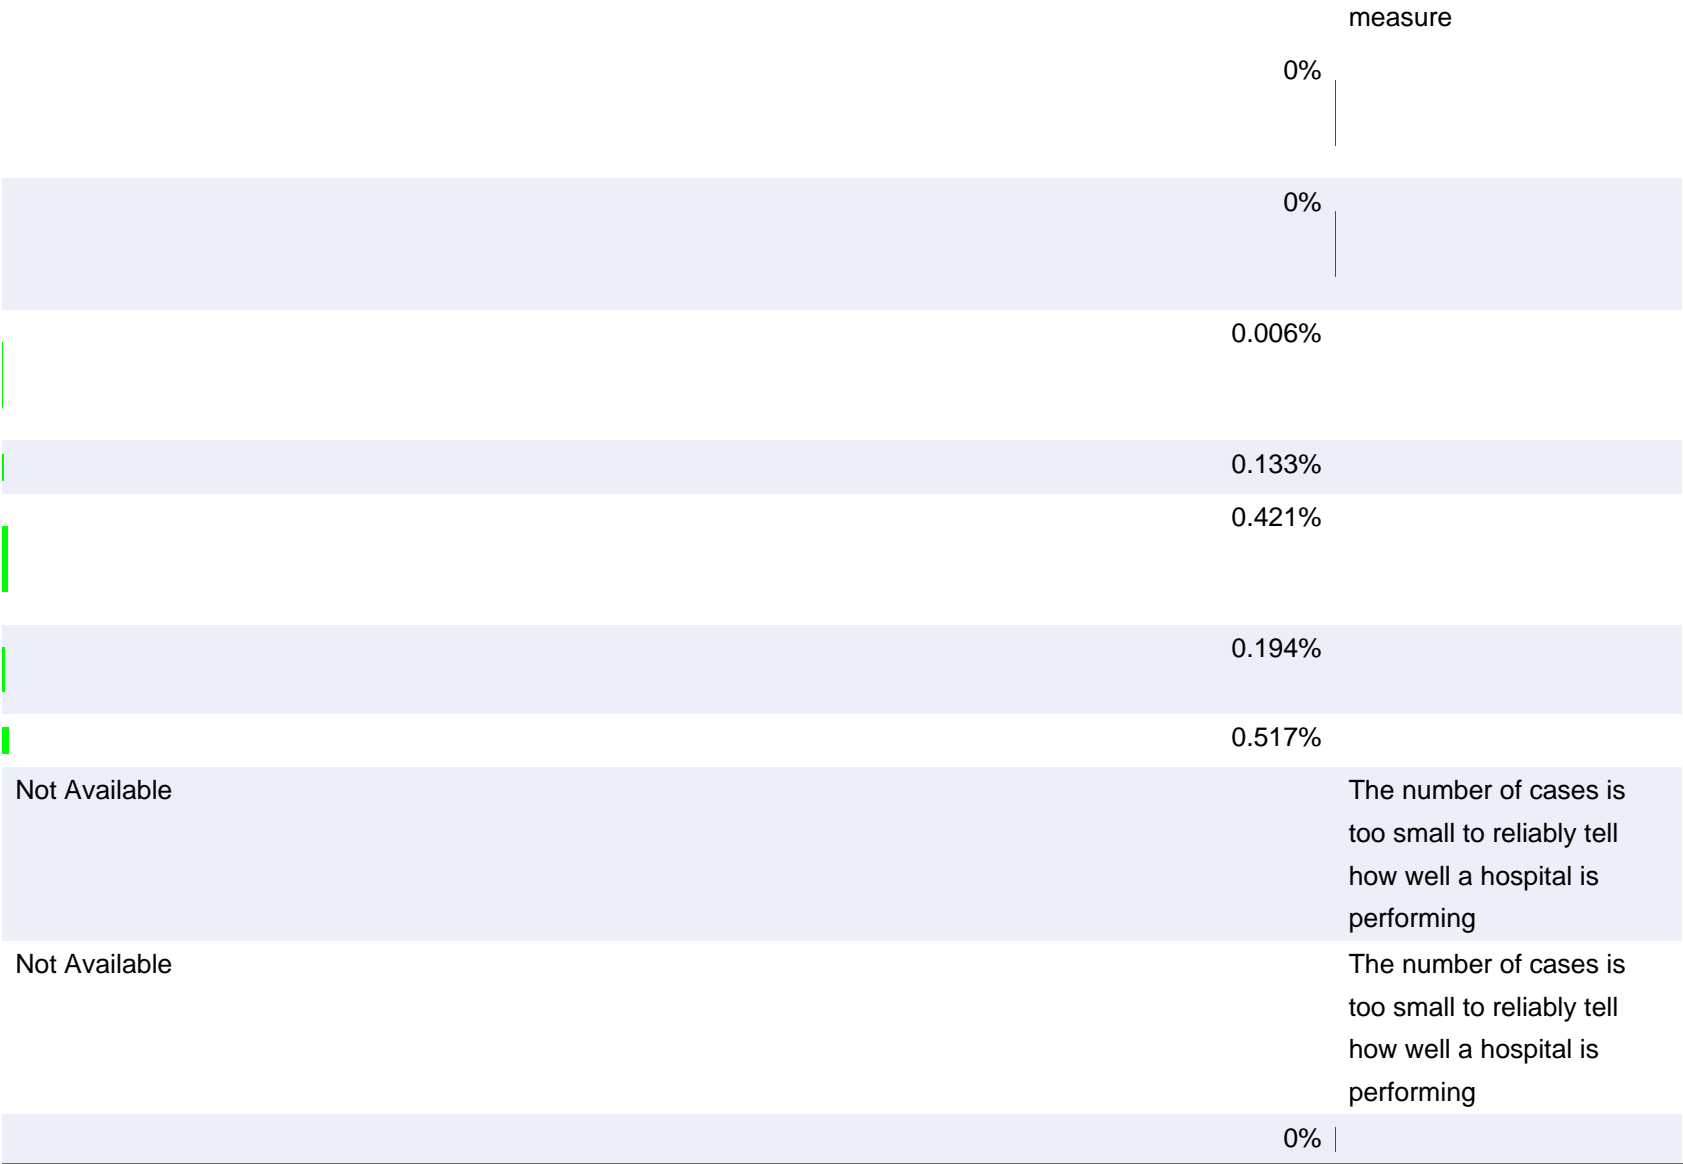 measure
0%
0%
0.006%
0.133%
0.421%
0.194%
0.517%
Not Available
The number of cases is
too small to reliably tell
how well a hospital is
performing
Not Available
The number of cases is
too small to reliably tell
how well a hospital is
performing
0%